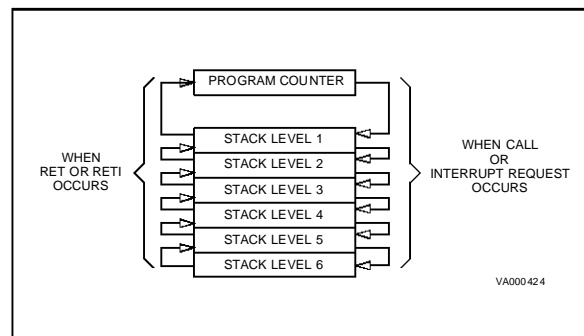 PROGRAM COUNTER
STACK LEVEL 1
STACK LEVEL 2
STACK LEVEL 3
STACK LEVEL 4
STACK LEVEL 5
STACK LEVEL 6
WHEN
RET OR RETI
OCCURS
WHEN CALL
OR
INTERRUPT REQUEST
OCCURS
VA000424